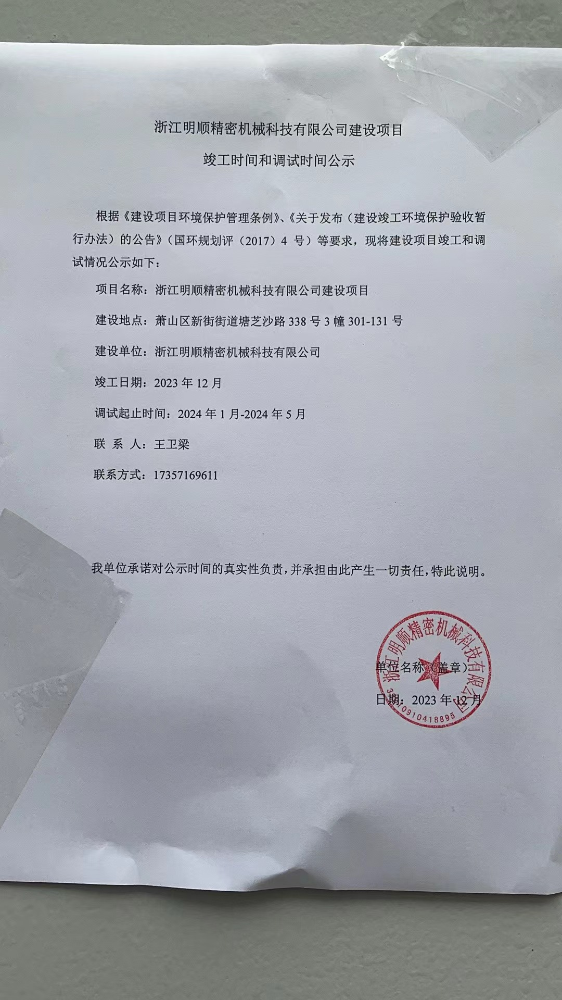 浙江明顺精密机械科技有限公司建设项目
竣工时间和调试时间公示
根据《建设项目环境保护管理条例》、《关于发布（建设竣工环境保护验收暂
行办法）的公告》（国环规划评（2017）4 号）等要求，现将建设项目竣工和调
试情况公示如下：
项目名称：浙江明顺精密机械科技有限公司建设项目
建设地点：萧山区新街街道塘芝沙路 338 号 3 幢 301-131 号
建设单位：浙江明顺精密机械科技有限公司
竣工日期：2023 年 12 月
调试起止时间：2024 年 1 月-2024 年 5 月
联 系 人：王卫梁
联系方式：17357169611
我单位承诺对公示时间的真实性负责，并承担由此产生一切责任，特此说明。
浙江明顺精密机械科技有限公司
单位名称（盖章）
日期：2023 年 12 月